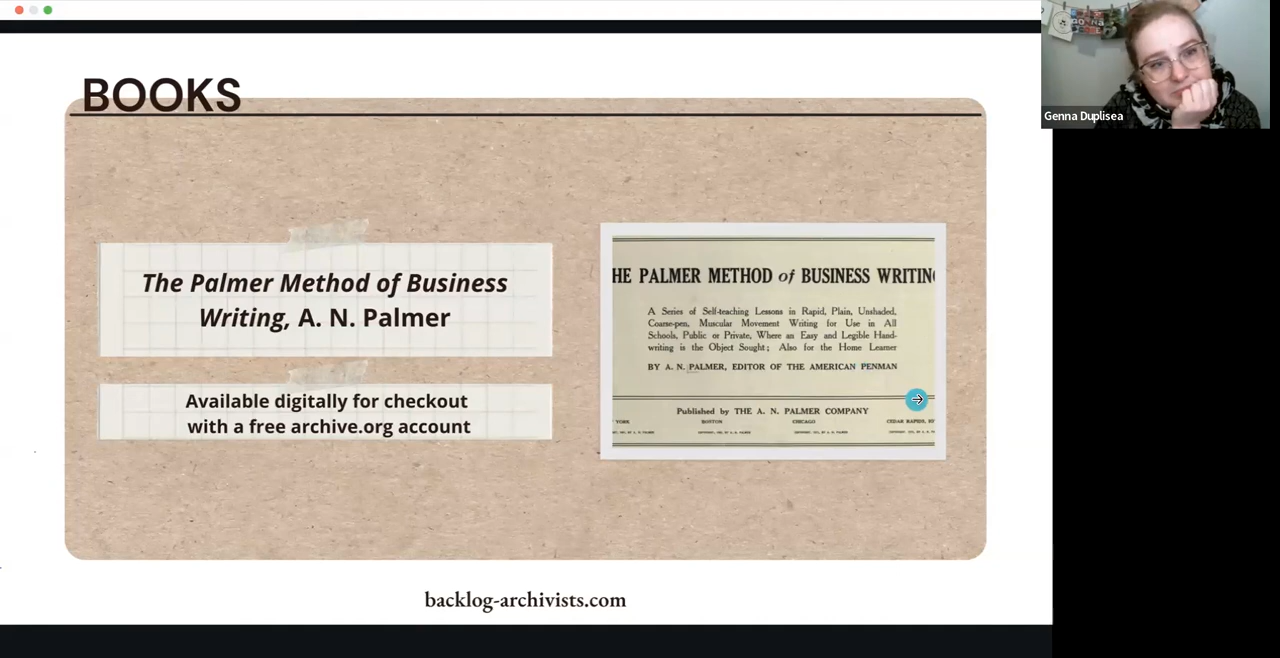 BOOKS
The Palmer Method of Business
Writing, A. N. Palmer
Available digitally for checkout
with a free archive.org account
HE PALMER METHOD of BUSINESS WRITIN
A Series of Self-teaching Lessons in Rapid, Plain, Unshaded,
Coarse-pen, Muscular Movement Writing for Use in All
Schools, Public or Private, Where an Easy and Legible Hand-
writing is the Object Sought; Also for the Home Learner
BY A. N. PALMER, EDITOR OF THE AMERICAN PENMAN
Published by THE A. N. PALMER COMPANY
YORK BOSTON CHICAGO CEDAR RAPIDS,
backlog-archivists.com
Genna Duplisea